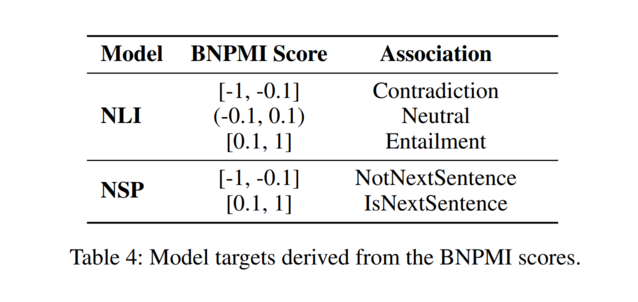 Model BNPMI Score Association
[-1, -0.1] Contradiction
NLI (-0.1, 0.1) Neutral
[0.1, 1] Entailment
[-1, -0.1] NotNextSentence
NSP
[0.1, 1] IsNextSentence
Table 4: Model targets derived from the BNPMI scores.